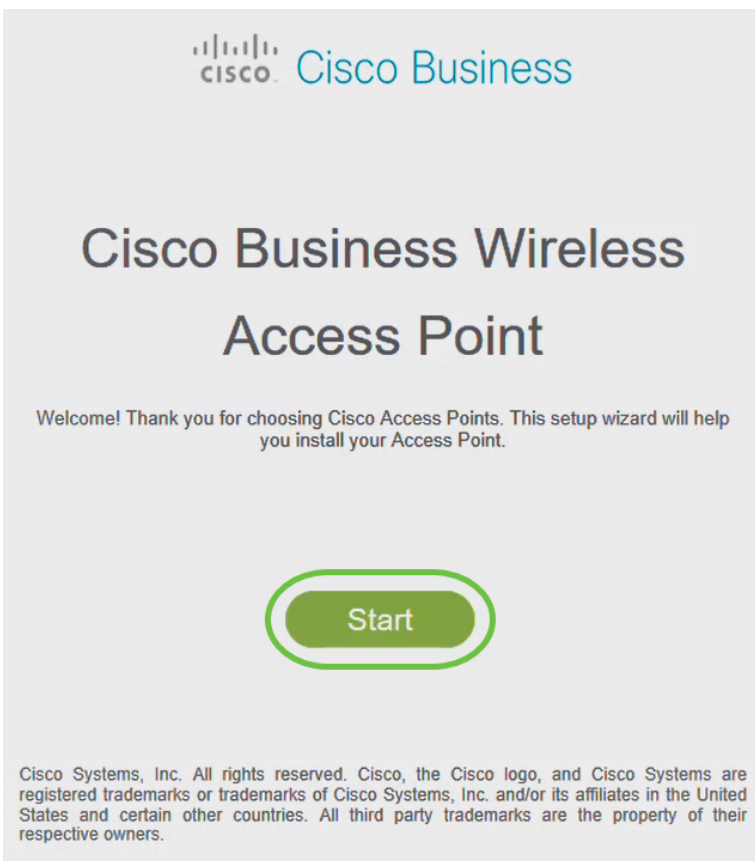 CISCO. Cisco Business
Cisco Business Wireless
Access Point
Welcome! Thank you for choosing Cisco Access Points. This setup wizard will help
you install your Access Point.
Start
Cisco Systems, Inc. All rights reserved. Cisco, the Cisco logo, and Cisco Systems are
registered trademarks or trademarks of Cisco Systems, Inc. and/or its affiliates in the United
States and certain other countries. All third party trademarks are the property of their
respective owners.